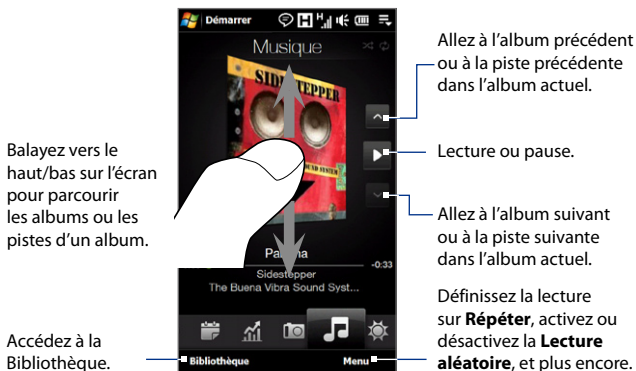 Démarrer
Musique
SIDESTEPPER
Sidestepper
The Buena Vibra Sound Syst...
-0:33
Bibliothèque
Menu
Balayez vers le
haut/bas sur l'écran
pour parcourir
les albums ou les
pistes d'un album.
Accédez à la
Bibliothèque.
Allez à l'album précédent
ou à la piste précédente
dans l'album actuel.
Lecture ou pause.
Allez à l'album suivant
ou à la piste suivante
dans l'album actuel.
Définissez la lecture
sur Répéter, activez ou
désactivez la Lecture
aléatoire, et plus encore.